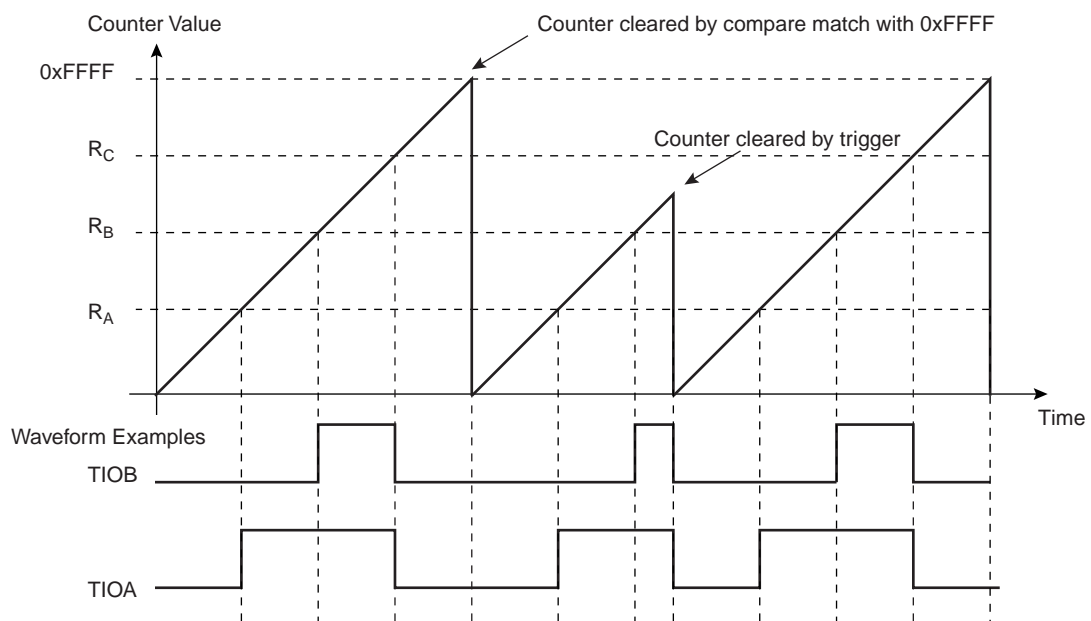 Counter Value
Counter cleared by compare match with 0xFFFF
0xFFFF
Counter cleared by trigger
RC
RB
RA
Time
Waveform Examples
TIOB
TIOA